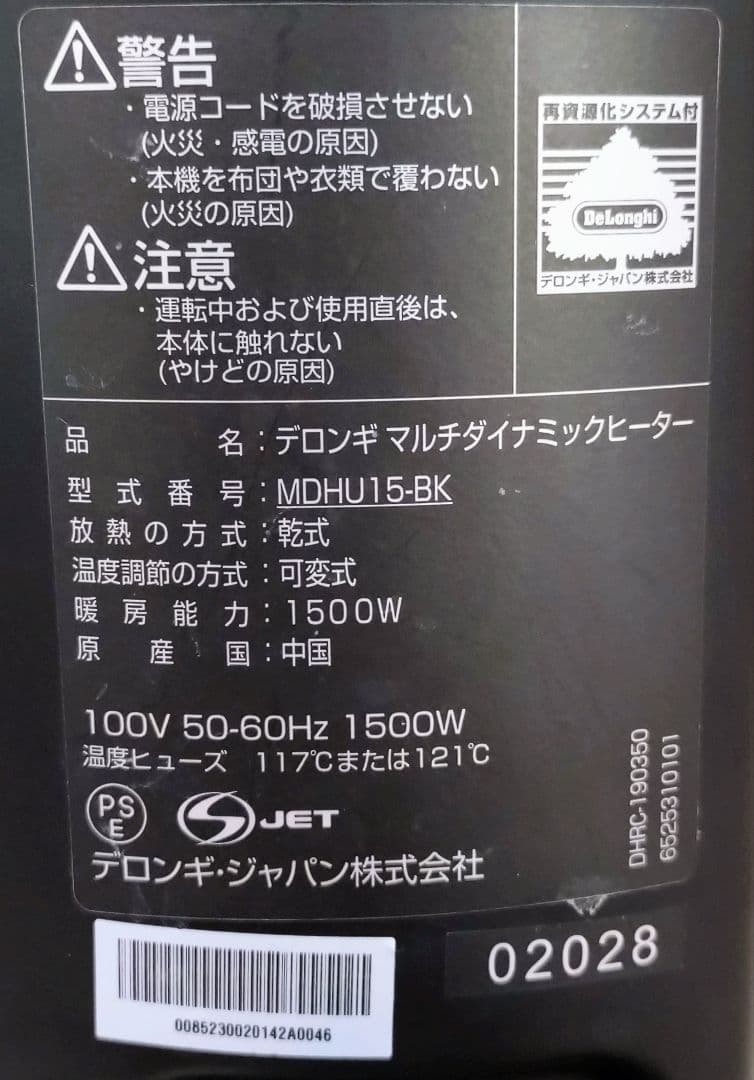 警告
・電源コードを破損させない
(火災・感電の原因)
・本機を布団や衣類で覆わない
(火災の原因)
注意
・運転中および使用直後は、
本体に触れない
(やけどの原因)
再資源化システム付
DeLonghi
デロンギ・ジャパン株式会社
品名：デロンギ マルチダイナミックヒーター
型式番号：MDHU15-BK
放熱の方式：乾式
温度調節の方式：可変式
暖房能力：1500W
原産国：中国
100V 50-60Hz 1500W
温度ヒューズ 117℃または121℃
PSE
S JET
デロンギ・ジャパン株式会社
DHRC-190350
6525310101
0085230020142A0046
02028